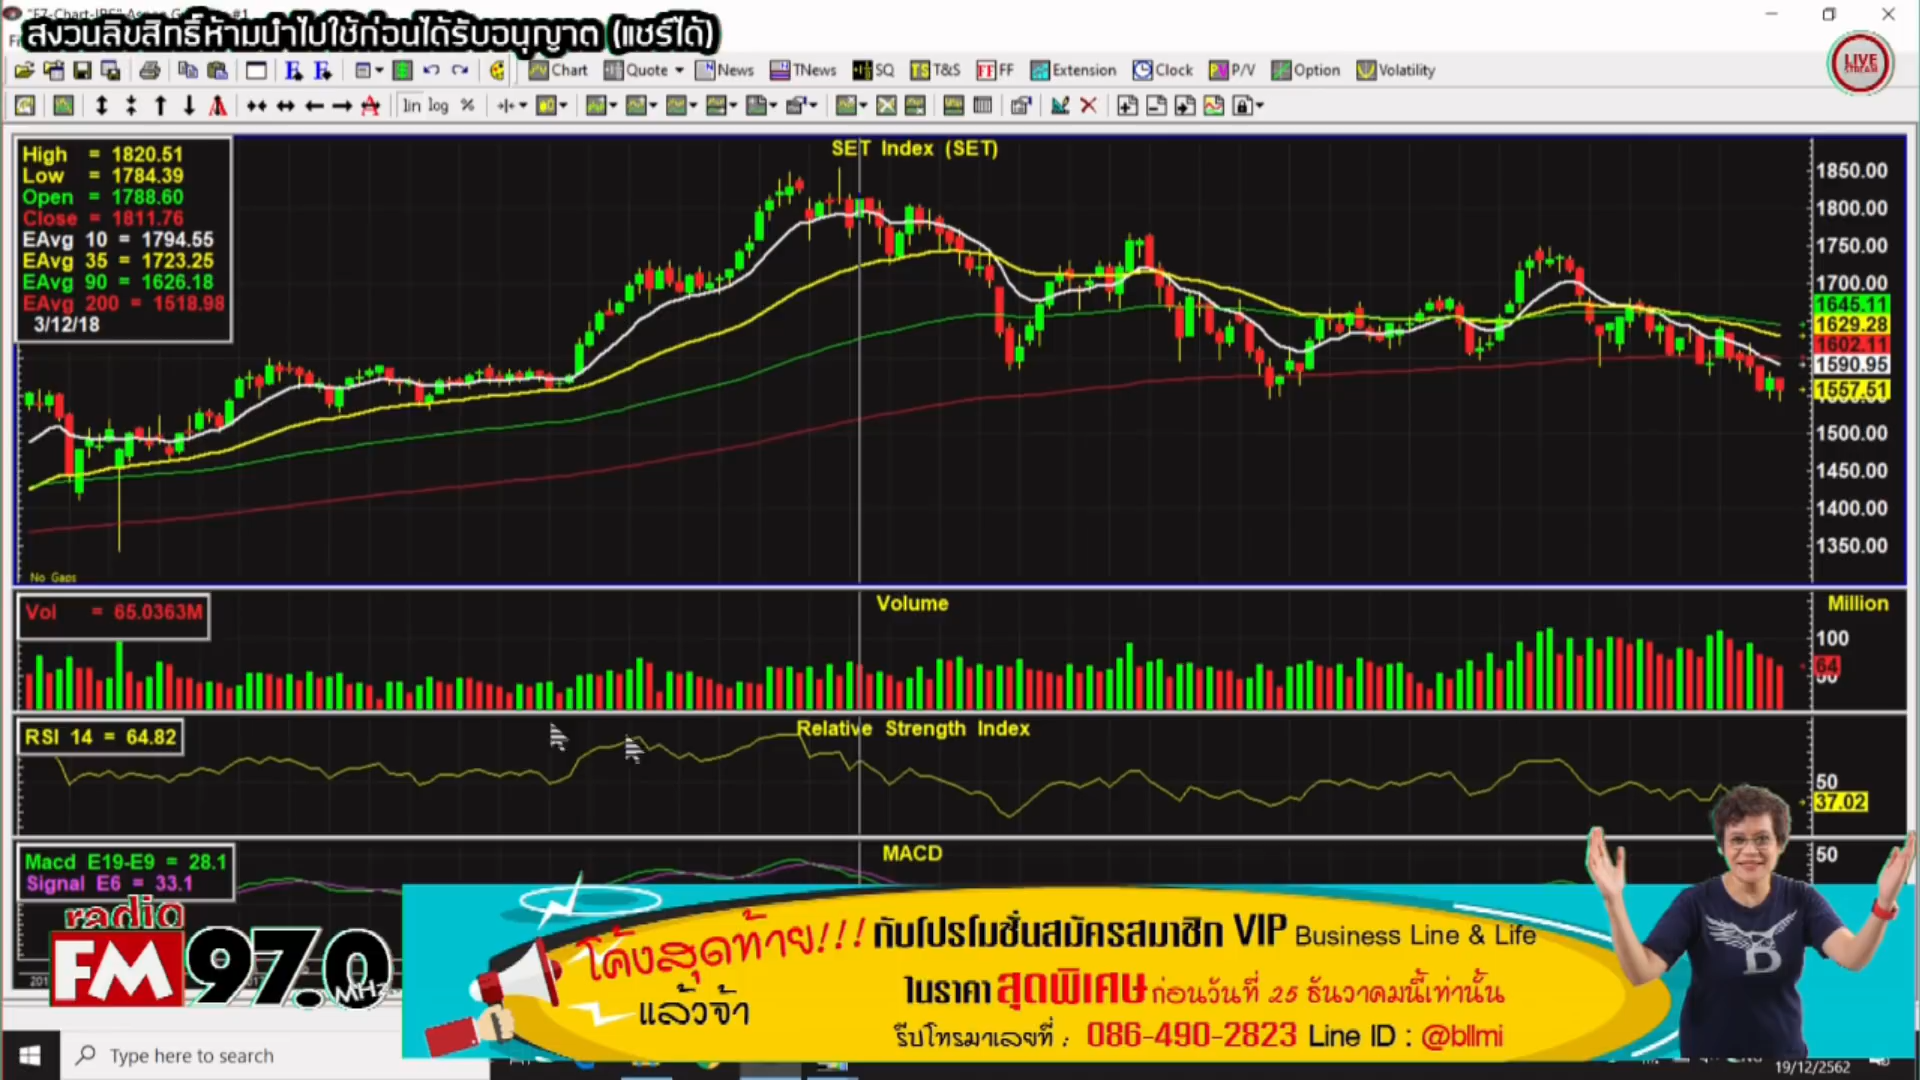 สงวนลิขสิทธิ์ห้ามนำไปใช้ก่อนได้รับอนุญาต (แชร์ได้)
LIVE STREAM
Chart Quote News TNews SQ T&S FF Extension Clock P/V Option Volatility
lin log %
SET Index (SET)
High = 1820.51
Low = 1784.39
Open = 1788.60
Close = 1811.76
EAvg 10 = 1794.55
EAvg 35 = 1723.25
EAvg 90 = 1626.18
EAvg 200 = 1518.98
3/12/18
1850.00
1800.00
1750.00
1700.00
1645.11
1629.28
1602.11
1590.95
1557.51
1500.00
1450.00
1400.00
1350.00
No Gaps
Vol = 65.0363M
Volume
Million
100
64
50
RSI 14 = 64.82
Relative Strength Index
50
37.02
Macd E19-E9 = 28.1
Signal E6 = 33.1
MACD
50
radio
FM 97.0 MHz
โค้งสุดท้าย!!!
แล้วจ้า
กับโปรโมชั่นสมัครสมาชิก VIP Business Line & Life
ในราคา สุดพิเศษ ก่อนวันที่ 25 ธันวาคมนี้เท่านั้น
รีบโทรมาเลยที่ : 086-490-2823 Line ID : @bllmi
B
Type here to search
19/12/2562